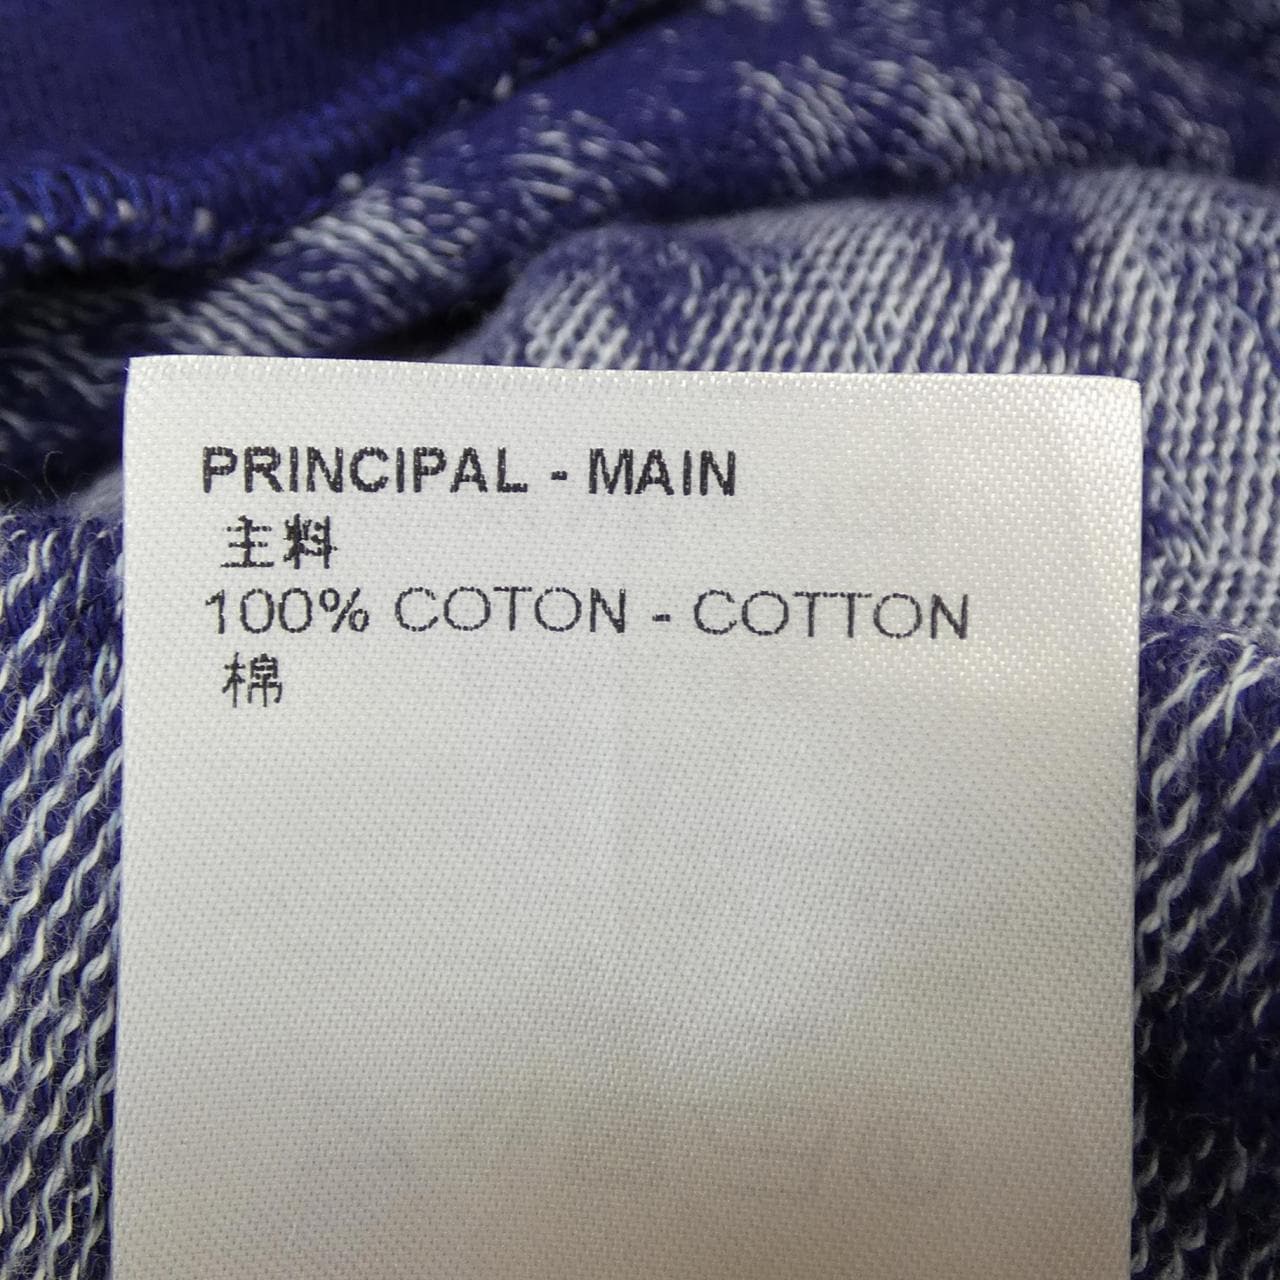 PRINCIPAL - MAIN
主料
100% COTON - COTTON
棉